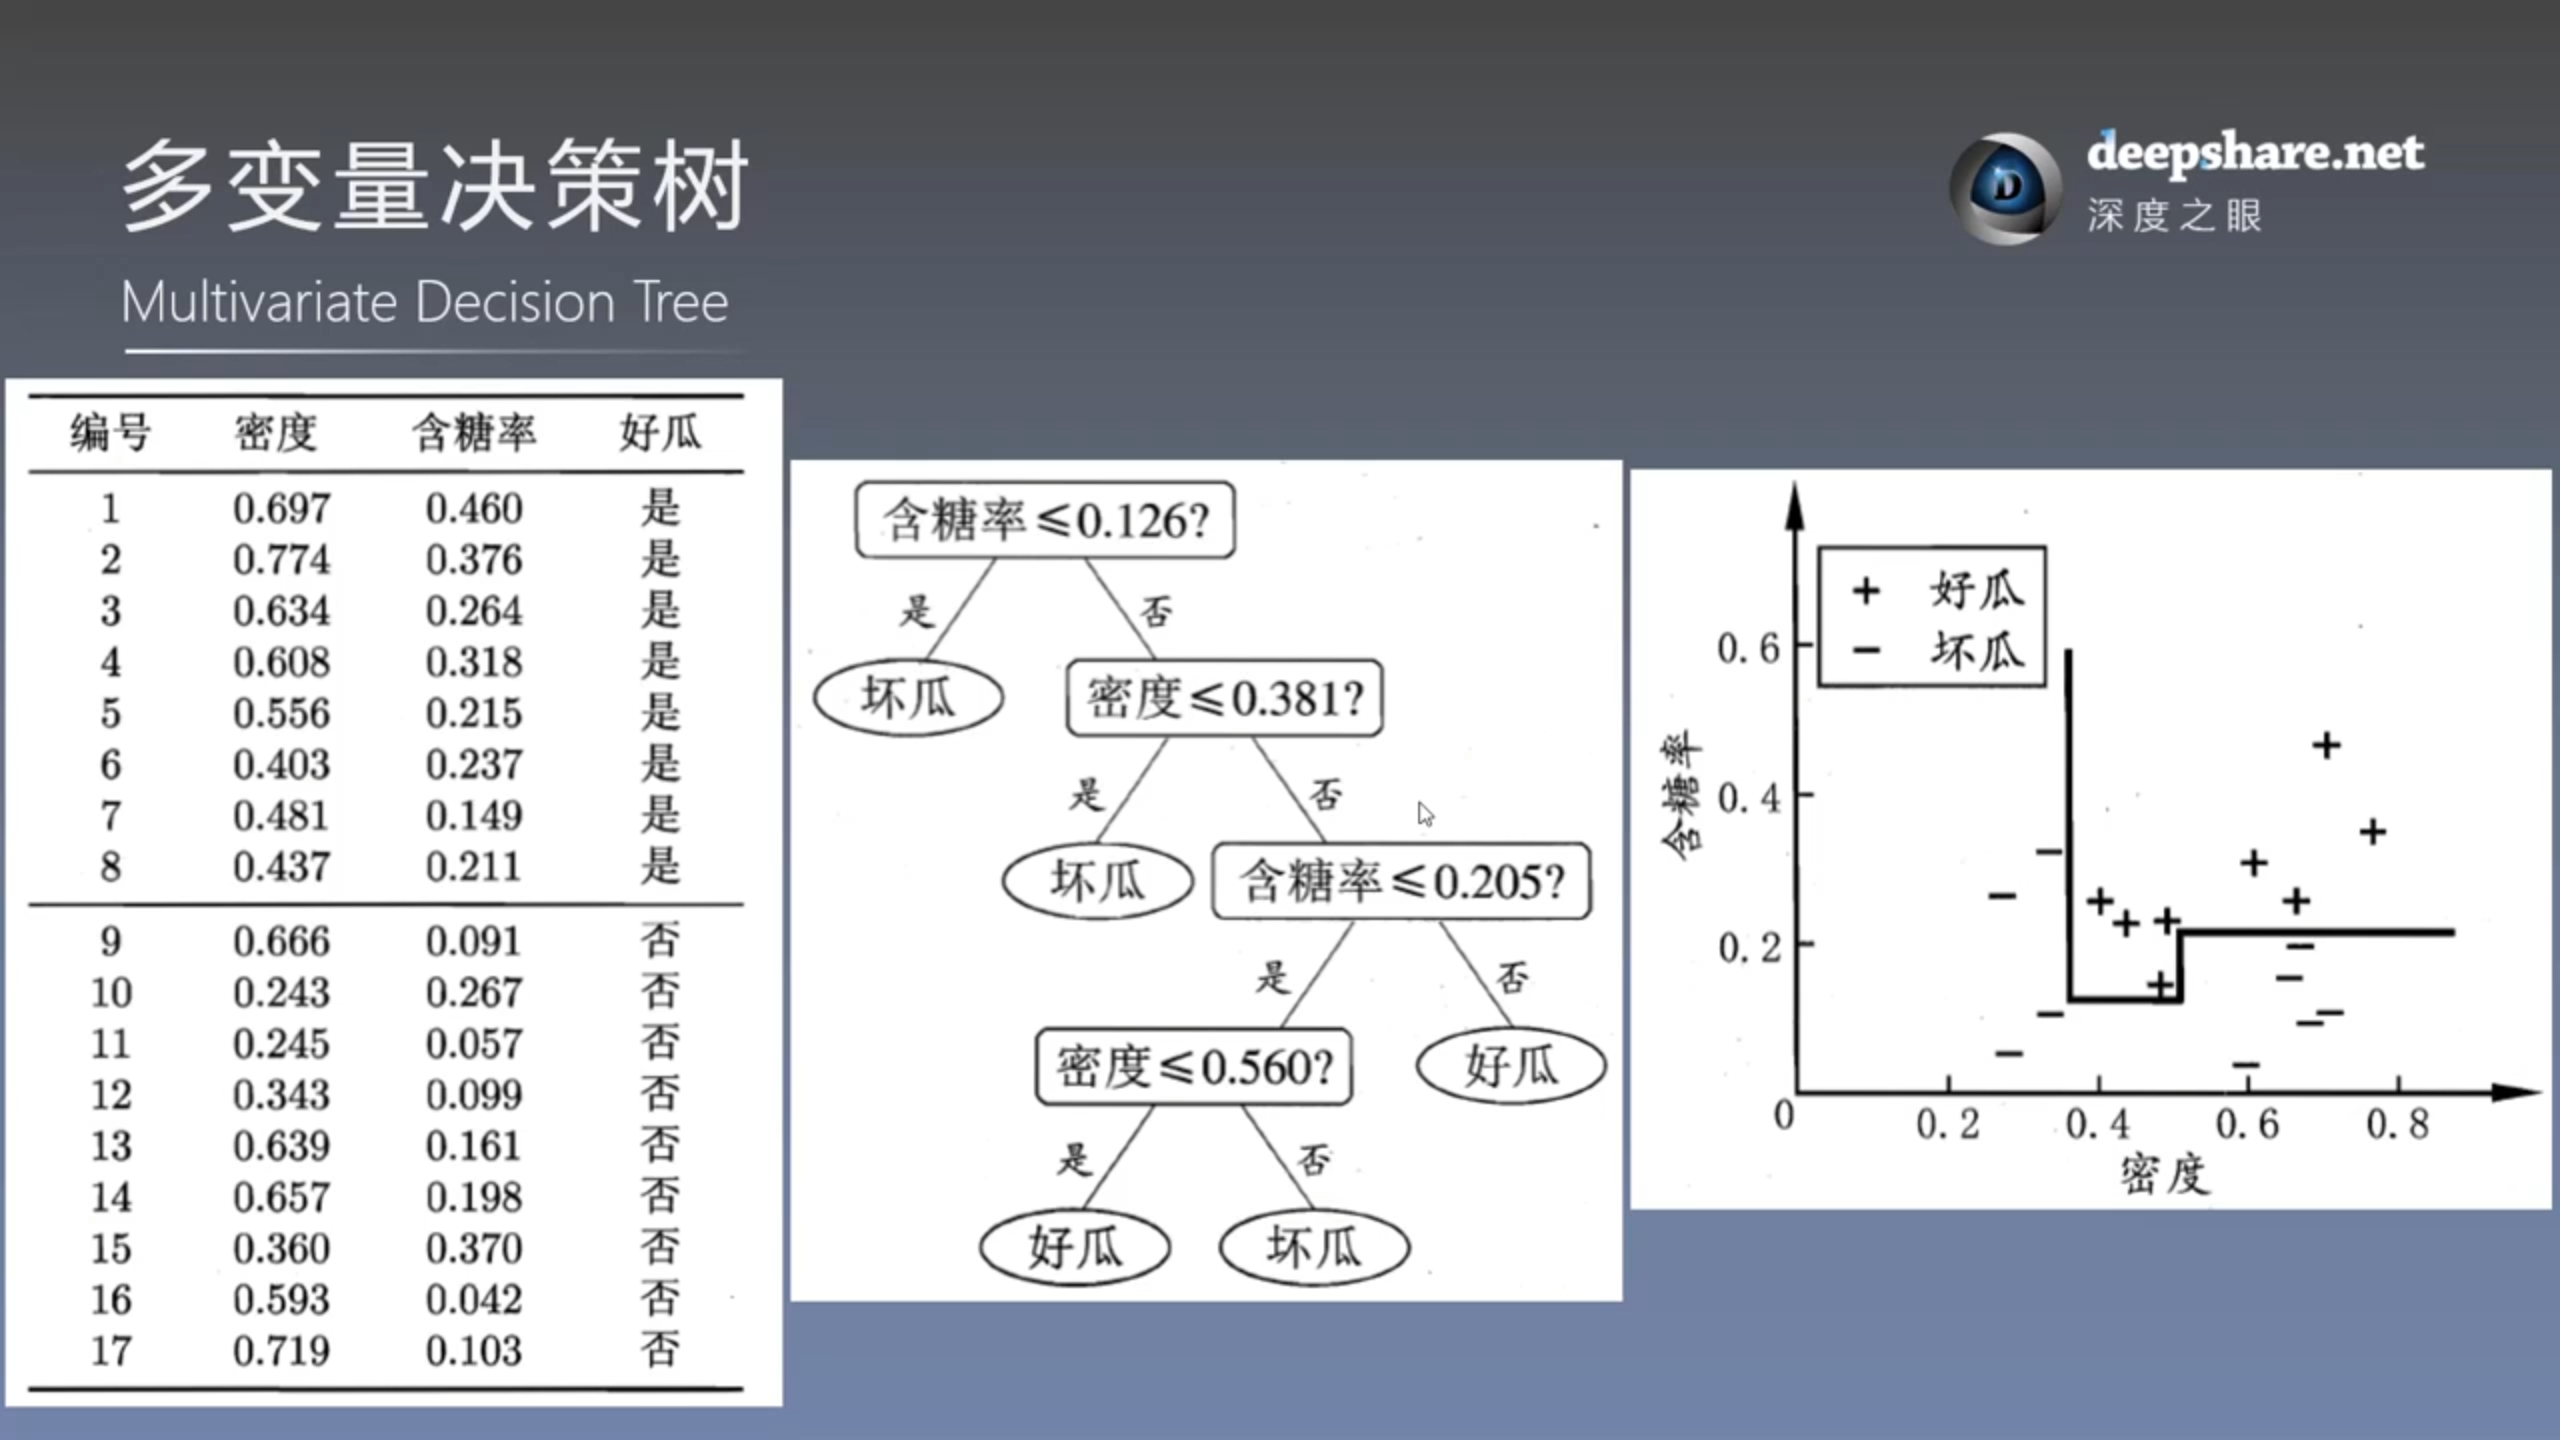 多变量决策树
Multivariate Decision Tree
deepshare.net
深度之眼
编号 密度 含糖率 好瓜
1 0.697 0.460 是
2 0.774 0.376 是
3 0.634 0.264 是
4 0.608 0.318 是
5 0.556 0.215 是
6 0.403 0.237 是
7 0.481 0.149 是
8 0.437 0.211 是
9 0.666 0.091 否
10 0.243 0.267 否
11 0.245 0.057 否
12 0.343 0.099 否
13 0.639 0.161 否
14 0.657 0.198 否
15 0.360 0.370 否
16 0.593 0.042 否
17 0.719 0.103 否
含糖率≤0.126?
是 否
坏瓜 密度≤0.381?
是 否
坏瓜 含糖率≤0.205?
是 否
密度≤0.560? 好瓜
是 否
好瓜 坏瓜
+ 好瓜
− 坏瓜
含糖率
0.6
0.4
0.2
0 0.2 0.4 0.6 0.8
密度